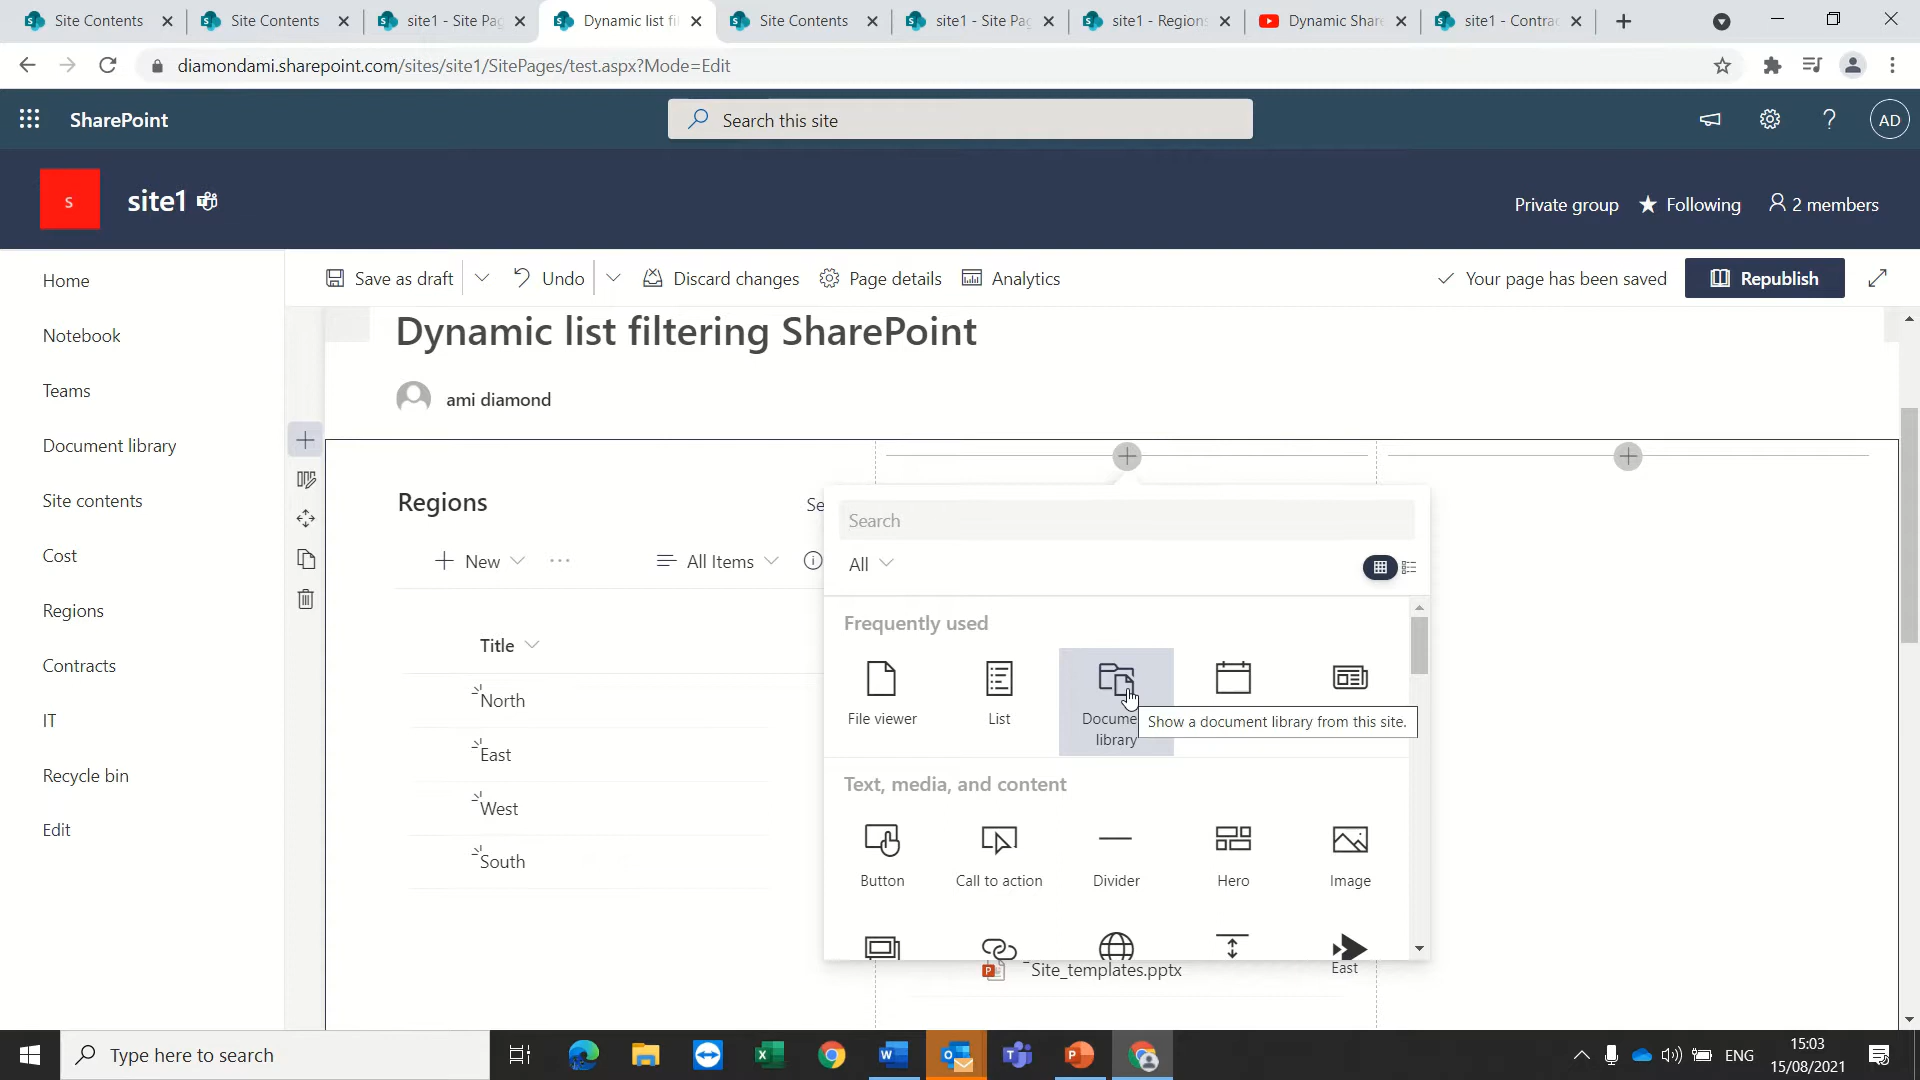 Site Contents
Site Contents
site1 - Site Pag
Dynamic list fil
Site Contents
site1 - Site Pag
site1 - Regions
Dynamic Share
site1 - Contrac
diamondami.sharepoint.com/sites/site1/SitePages/test.aspx?Mode=Edit
SharePoint
Search this site
AD
S
site1
Private group
Following
2 members
Home
Notebook
Teams
Document library
Site contents
Cost
Regions
Contracts
IT
Recycle bin
Edit
Save as draft
Undo
Discard changes
Page details
Analytics
Your page has been saved
Republish
Dynamic list filtering SharePoint
ami diamond
Regions
Se
New
All Items
Title
North
East
West
South
Search
All
Frequently used
File viewer
List
Docume
library
Show a document library from this site.
Text, media, and content
Button
Call to action
Divider
Hero
Image
Site_templates.pptx
East
Type here to search
ENG
15:03
15/08/2021